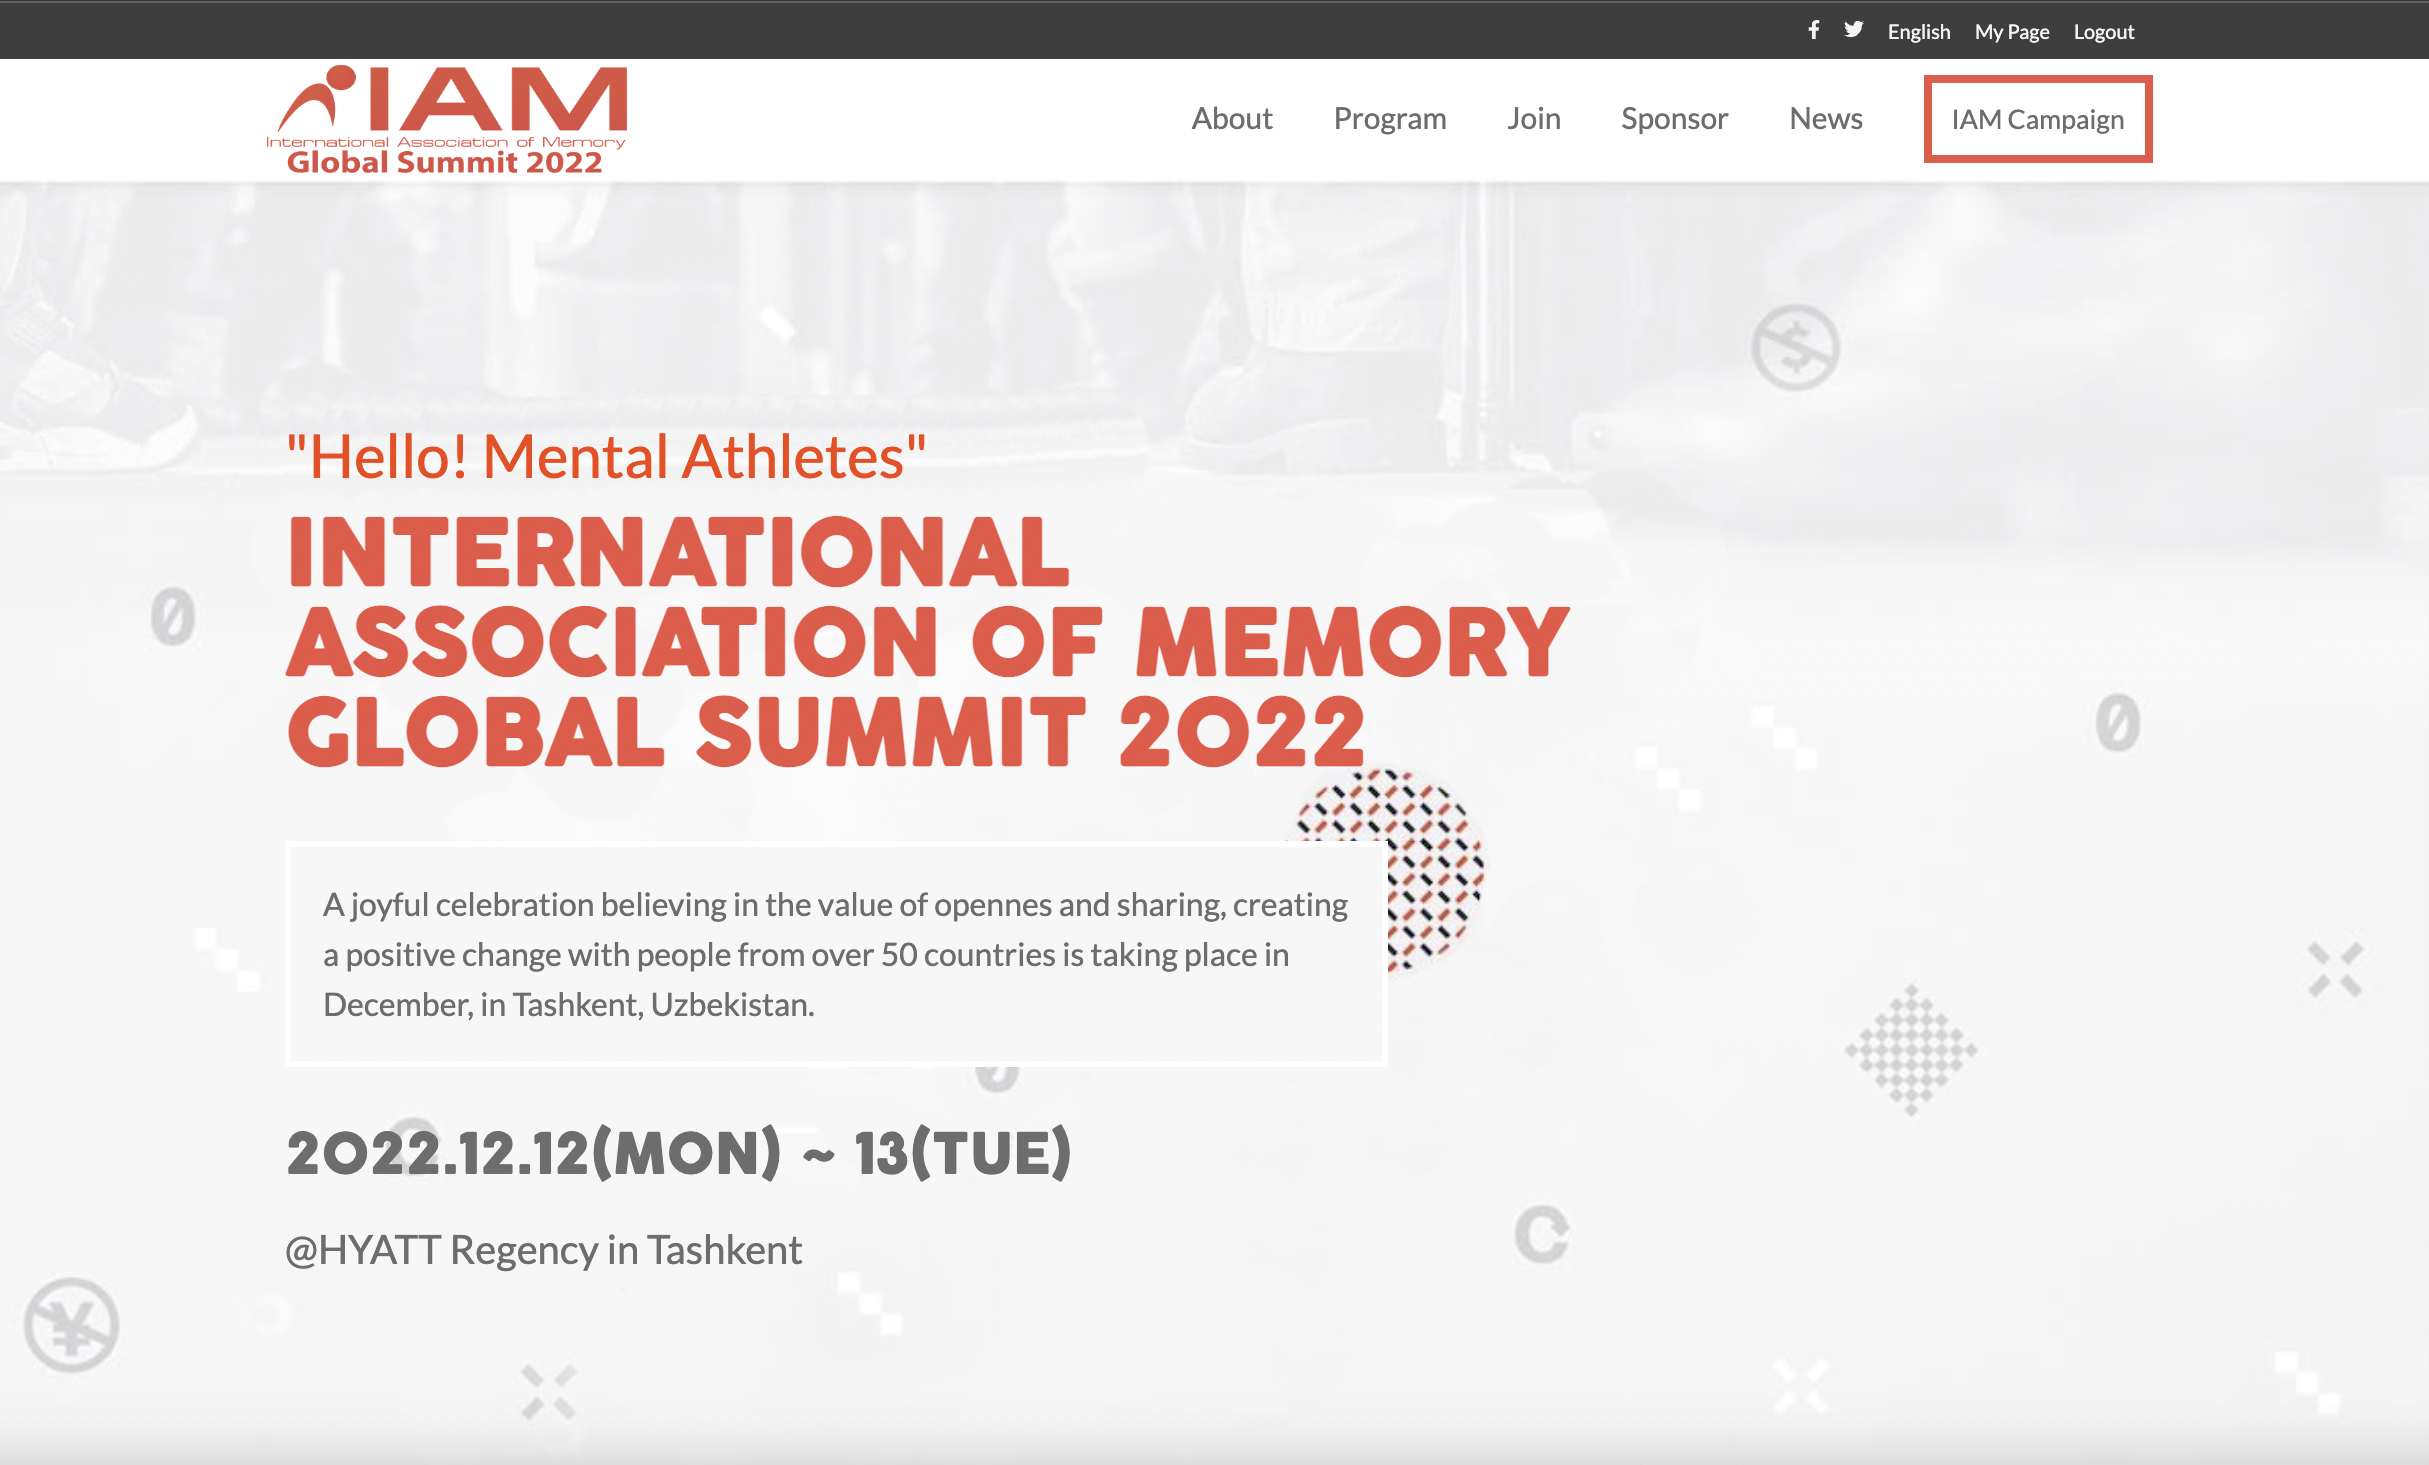 English My Page Logout
IAM
International Association of Memory
Global Summit 2022
About Program Join Sponsor News IAM Campaign
"Hello! Mental Athletes"
INTERNATIONAL
ASSOCIATION OF MEMORY
GLOBAL SUMMIT 2022
A joyful celebration believing in the value of opennes and sharing, creating
a positive change with people from over 50 countries is taking place in
December, in Tashkent, Uzbekistan.
2022.12.12(MON) ~ 13(TUE)
@HYATT Regency in Tashkent